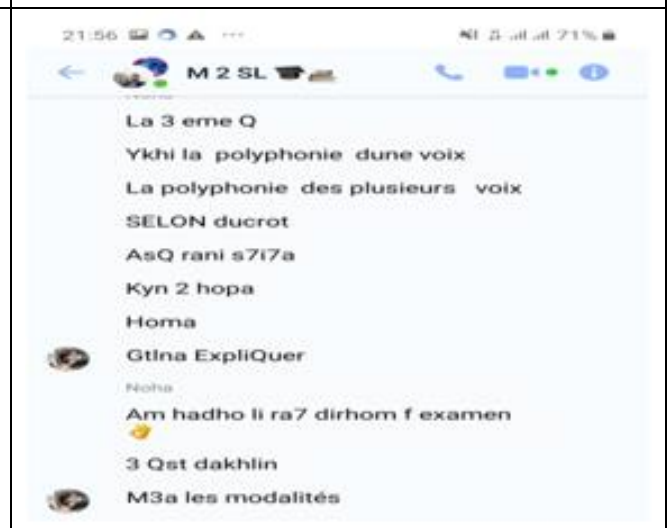 21:56
71%
M 2 SL
Noha
La 3 eme Q
Ykhi la polyphonie dune voix
La polyphonie des plusieurs voix
SELON ducrot
AsQ rani s7i7a
Kyn 2 hopa
Homa
Gtlna ExpliQuer
Noha
Am hadho li ra7 dirhom f examen
👌
3 Qst dakhlin
M3a les modalités